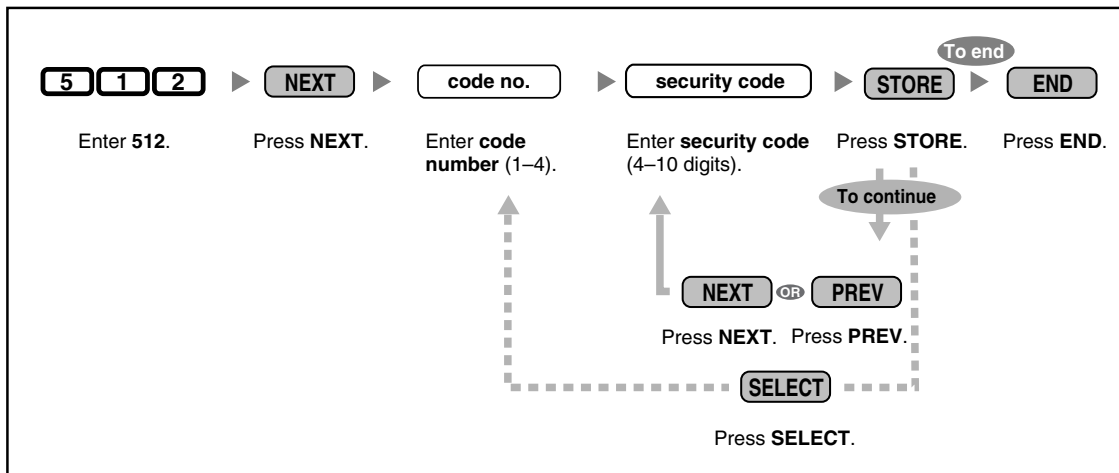 To end
5 1 2 NEXT code no. security code STORE END
Enter 512. Press NEXT. Enter code number (1–4). Enter security code (4–10 digits). Press STORE. Press END.
To continue
NEXT OR PREV
Press NEXT. Press PREV.
SELECT
Press SELECT.